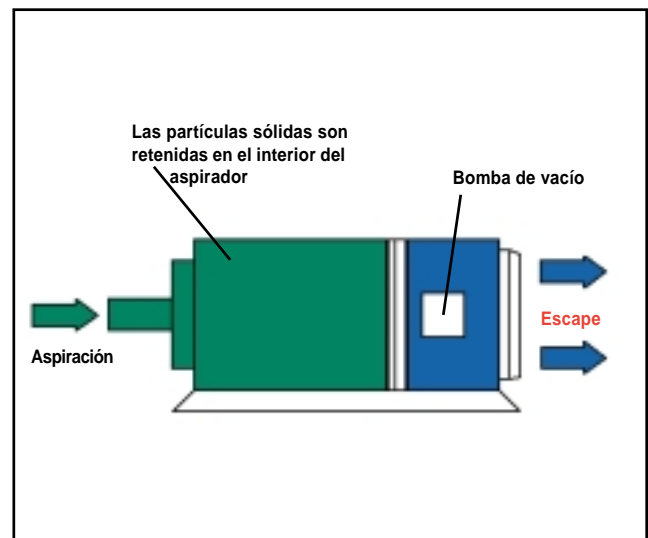 Las partículas sólidas son
retenidas en el interior del
aspirador
Bomba de vacío
Escape
Aspiración